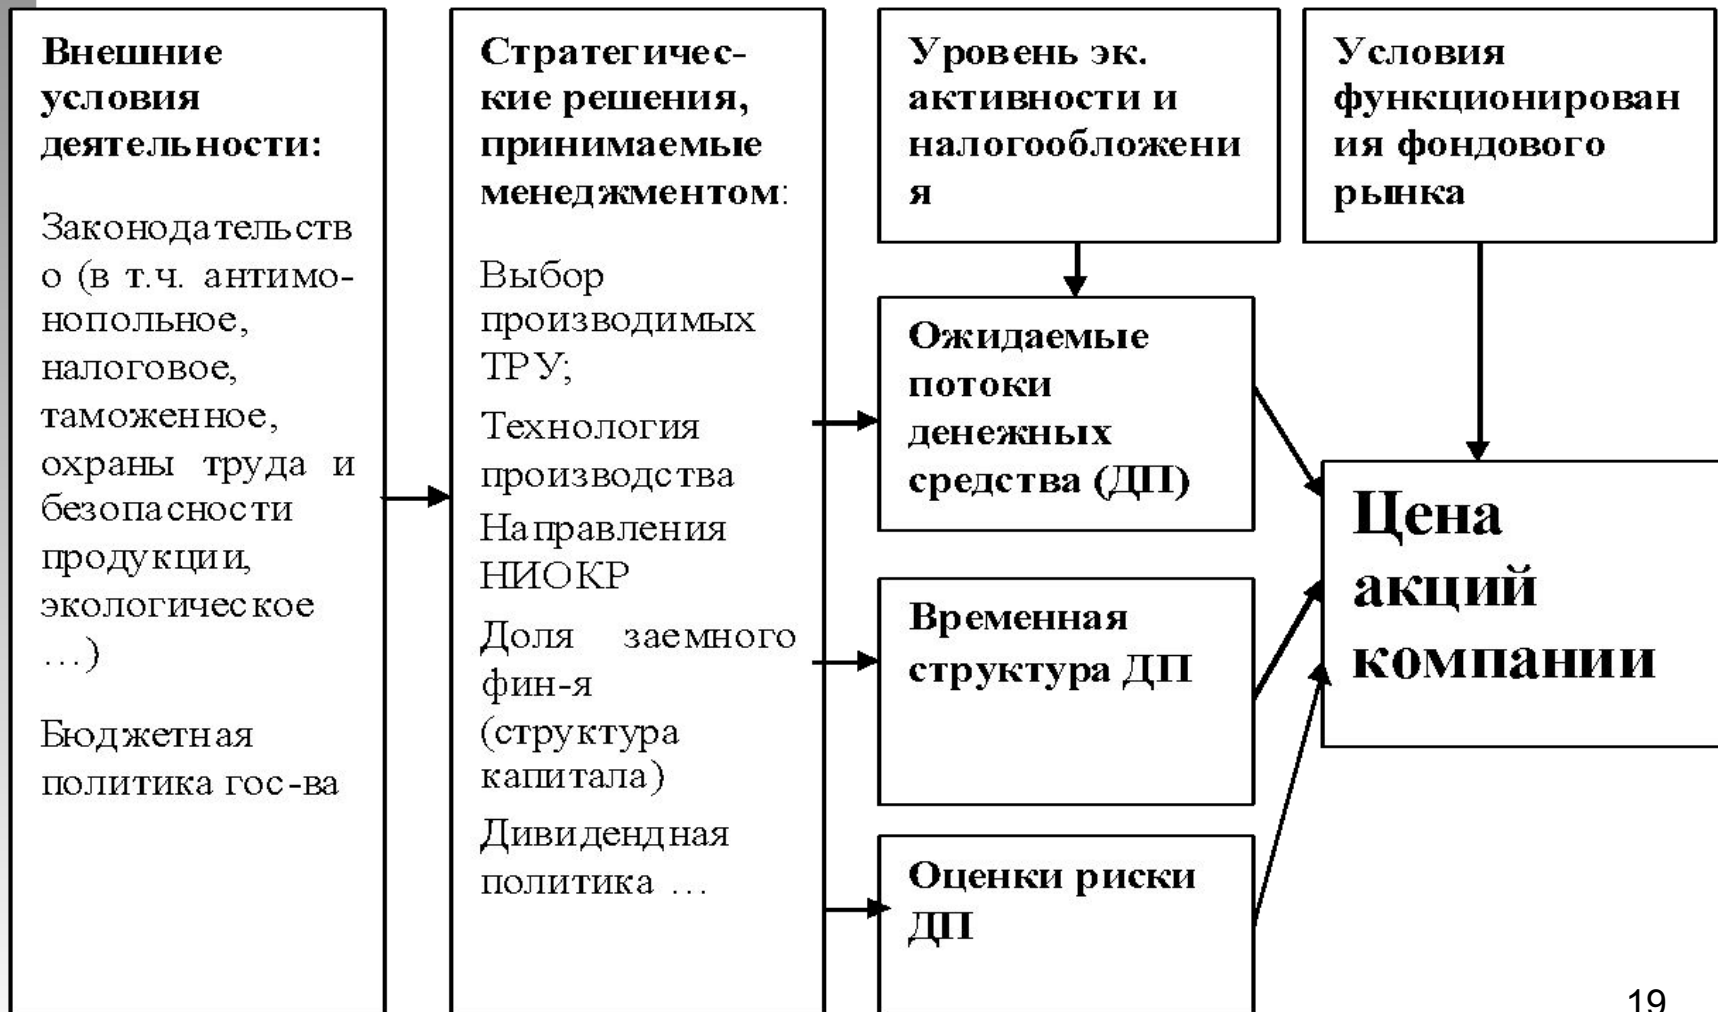 Внешние
условия
деятельности:
Законодательств
о (в т.ч. антимо-
нопольное,
налоговое,
таможенное,
охраны труда и
безопасности
продукции,
экологическое
…)
Бюджетная
политика гос-ва
Стратегичес-
кие решения,
принимаемые
менеджментом:
Выбор
производимых
ТРУ;
Технология
производства
Направления
НИОКР
Доля заемного
фин-я
(структура
капитала)
Дивидендная
политика …
Уровень эк.
активности и
налогообложени
я
Ожидаемые
потоки
денежных
средства (ДП)
Временная
структура ДП
Оценки риски
ДП
Условия
функционирован
ия фондового
рынка
Цена
акций
компании
19